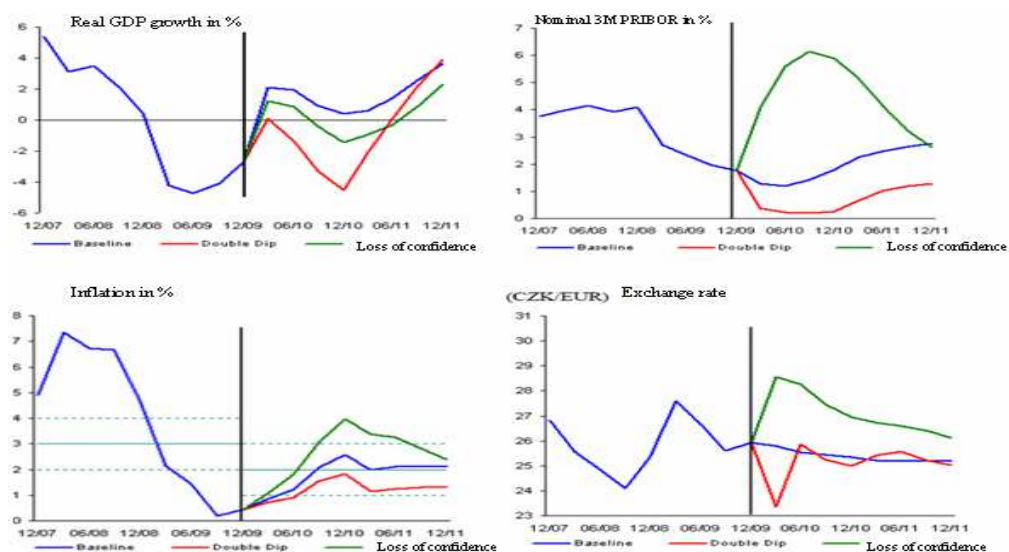 Real GDP growth in %
6
4
2
0
-2
-4
-6
12/07 06/08 12/08 06/09 12/09 06/10 12/10 06/11 12/11
Baseline Double Dip Loss of confidence
Nominal 3M PRIBOR in %
7
6
5
4
3
2
1
0
12/07 06/08 12/08 06/09 12/09 06/10 12/10 06/11 12/11
Baseline Double Dip Loss of confidence
Inflation in %
8
7
6
5
4
3
2
1
0
12/07 06/08 12/08 06/09 12/09 06/10 12/10 06/11 12/11
Baseline Double Dip Loss of confidence
(CZK/EUR) Exchange rate
31
30
29
28
27
26
25
24
23
12/07 06/08 12/08 06/09 12/09 06/10 12/10 06/11 12/11
Baseline Double Dip Loss of confidence